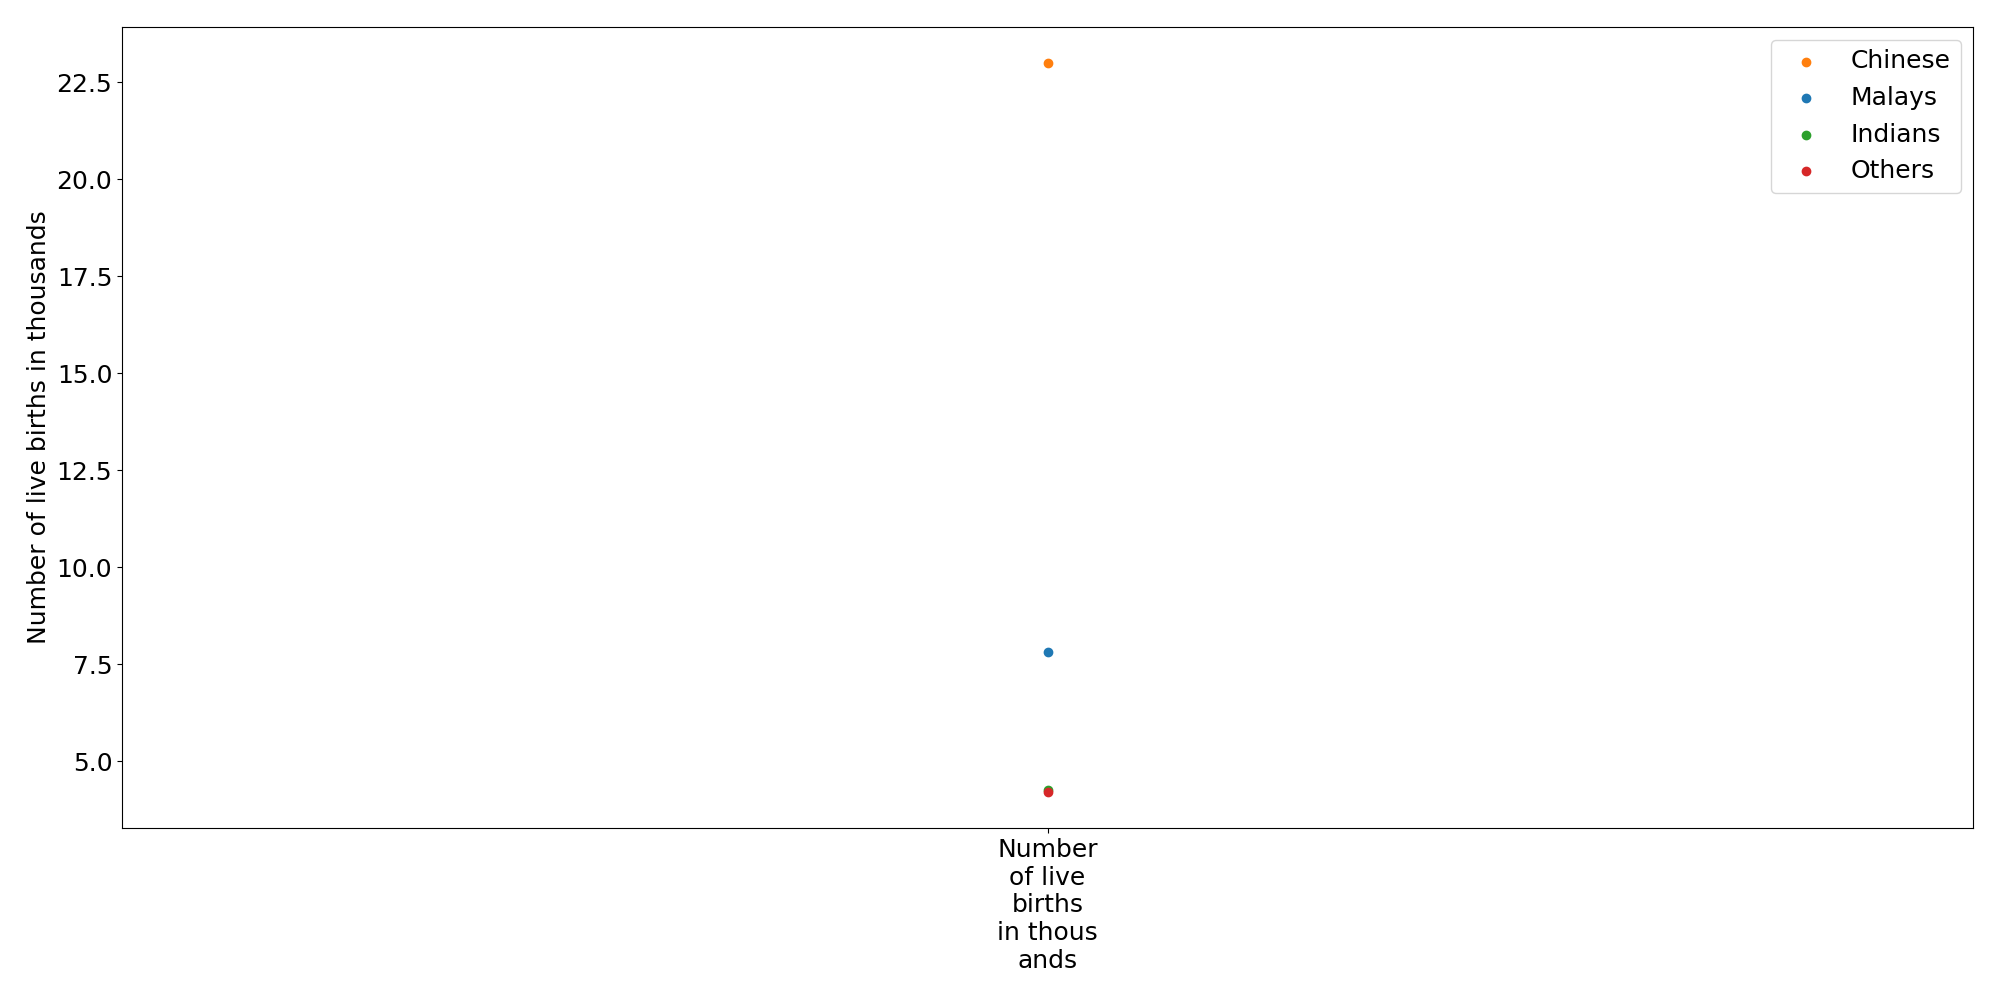 Number of live births in thousands
22.5
20.0
17.5
15.0
12.5
10.0
7.5
5.0
Chinese
Malays
Indians
Others
Number
of live
births
in thous
ands